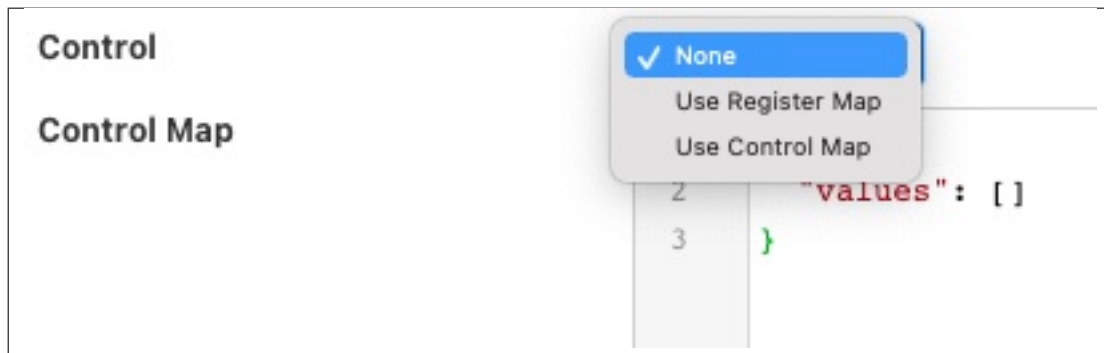 Control
✓ None
Use Register Map
Use Control Map
Control Map
2 "values": []
3 }